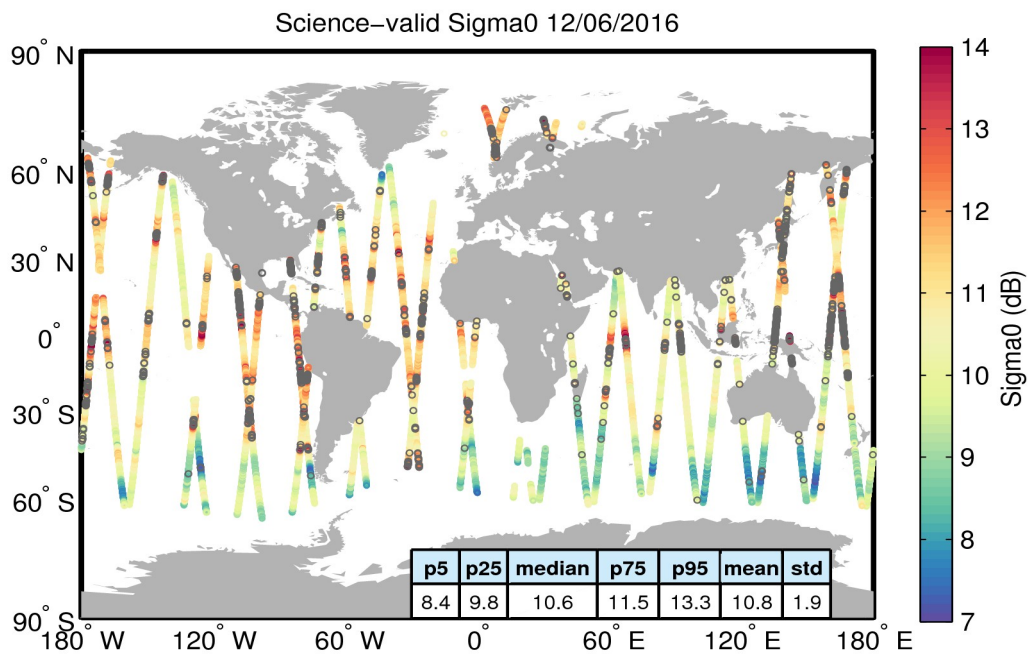 Science−valid Sigma0 12/06/2016
90° N
60° N
30° N
0°
30° S
60° S
90° S
180° W
120° W
60° W
0°
60° E
120° E
180° E
p5 p25 median p75 p95 mean std
8.4 9.8 10.6 11.5 13.3 10.8 1.9
14
13
12
11
10
9
8
7
Sigma0 (dB)